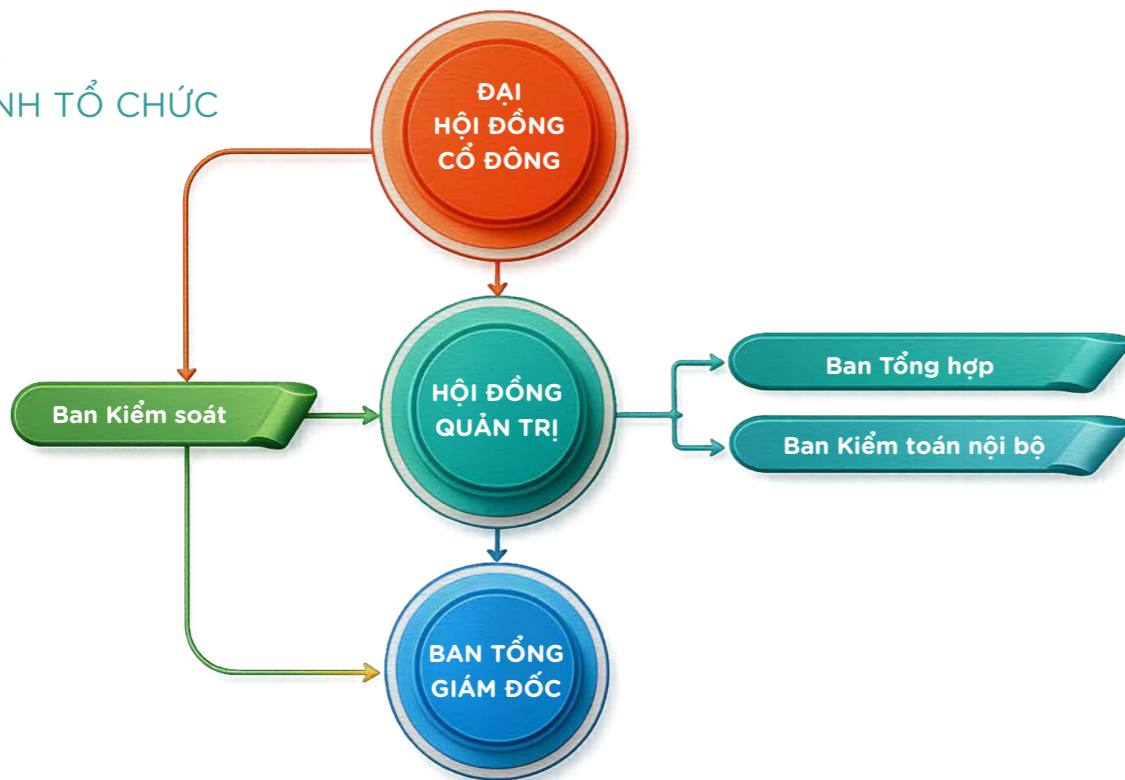 NH TỔ CHỨC
ĐẠI
HỘI ĐỒNG
CỔ ĐÔNG
Ban Tổng hợp
Ban Kiểm soát
HỘI ĐỒNG
QUẢN TRỊ
Ban Kiểm toán nội bộ
BAN TỔNG
GIÁM ĐỐC